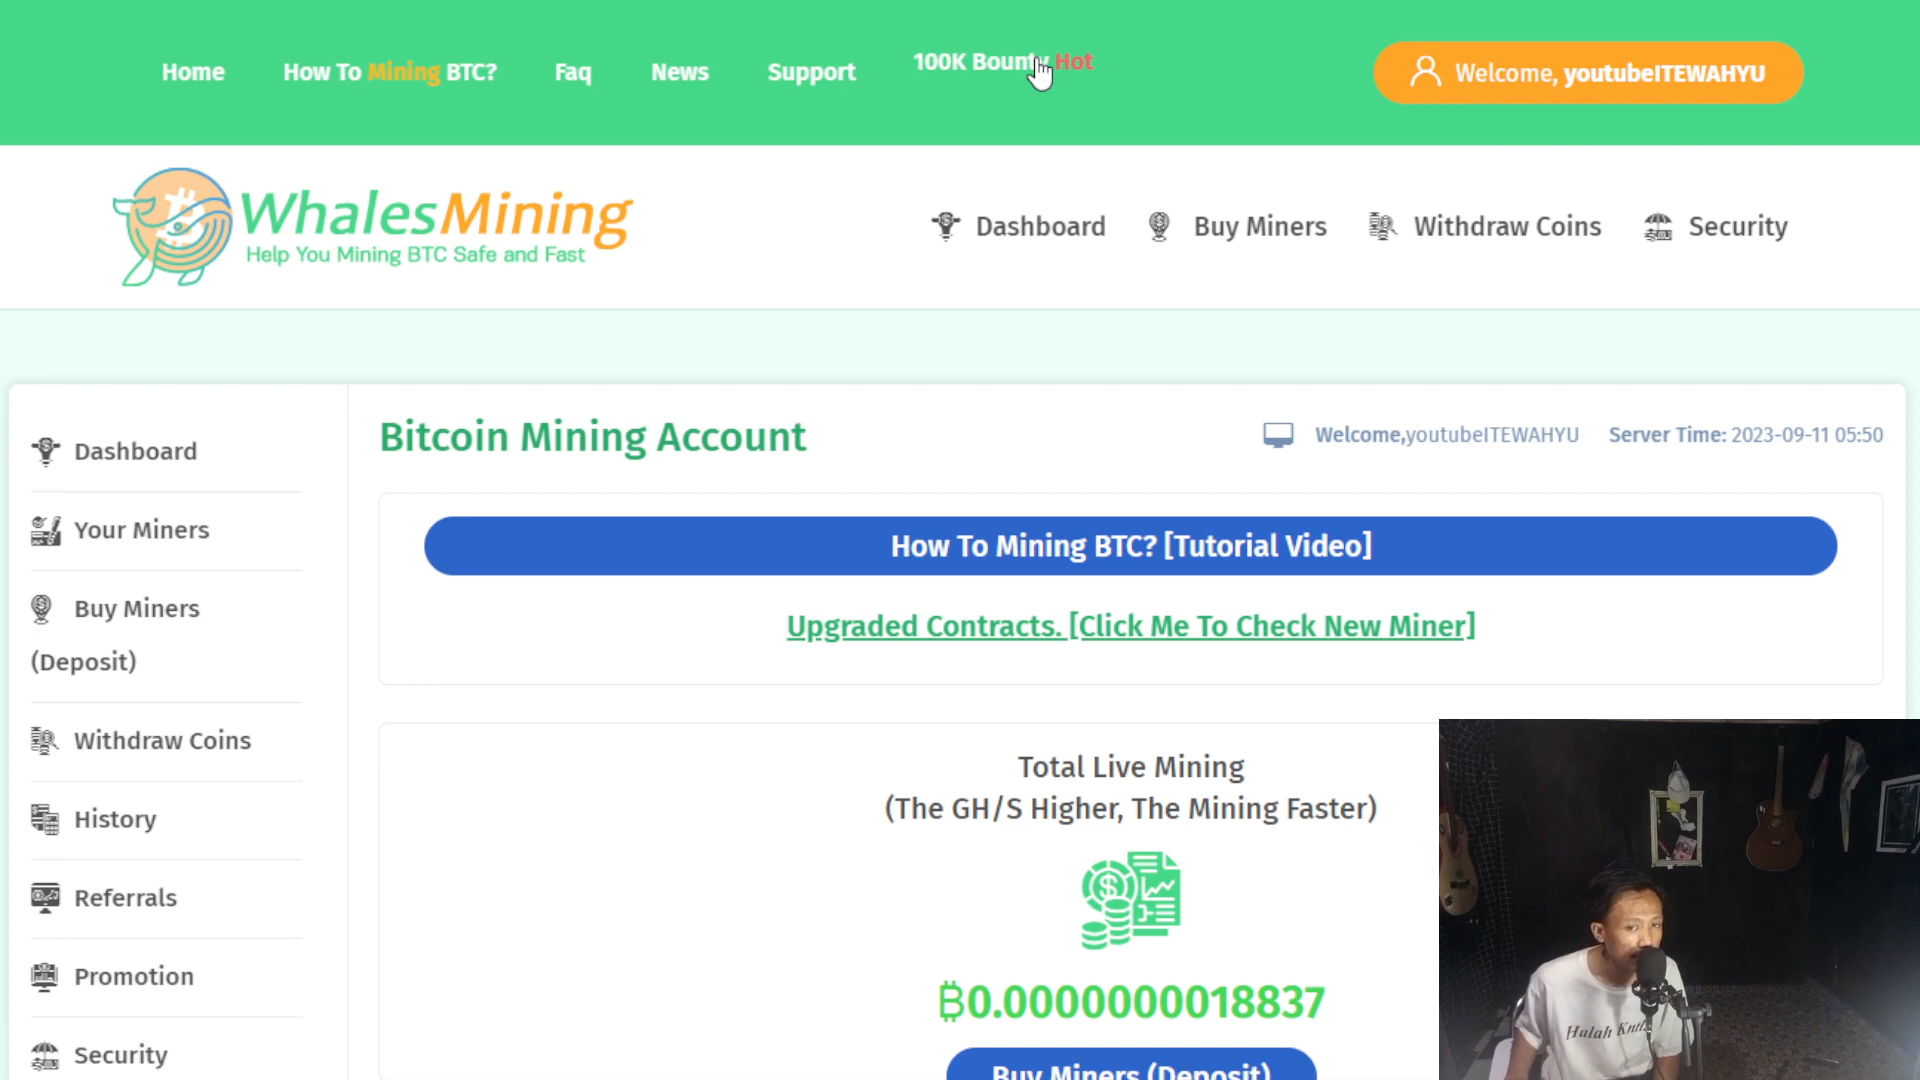 Home How To Mining BTC? Faq News Support 100K Bounty Hot Welcome, youtubeITEWAHYU
WhalesMining
Help You Mining BTC Safe and Fast
Dashboard Buy Miners Withdraw Coins Security
Dashboard
Your Miners
Buy Miners
(Deposit)
Withdraw Coins
History
Referrals
Promotion
Security
Bitcoin Mining Account
Welcome,youtubeITEWAHYU Server Time: 2023-09-11 05:50
How To Mining BTC? [Tutorial Video]
Upgraded Contracts. [Click Me To Check New Miner]
Total Live Mining
(The GH/S Higher, The Mining Faster)
₿0.0000000018837
Buy Miners (Deposit)
Halah